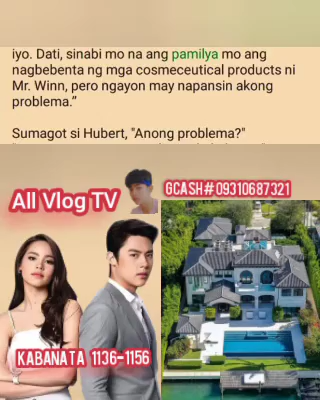 iyo. Dati, sinabi mo na ang pamilya mo ang
nagbebenta ng mga cosmeceutical products ni
Mr. Winn, pero ngayon may napansin akong
problema.”
Sumagot si Hubert, "Anong problema?"
All Vlog TV
GCASH# 09310687321
KABANATA 1136-1156